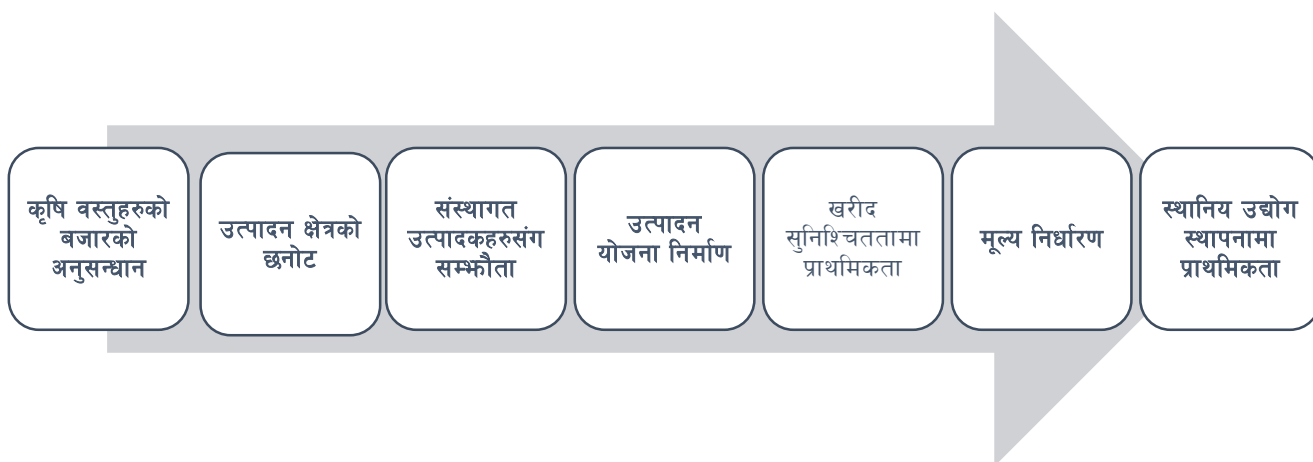 कृषि वस्तुहरुको
बजारको
अनुसन्धान
उत्पादन क्षेत्रको
छनोट
संस्थागत
उत्पादकहरुसंग
सम्झौता
उत्पादन
योजना निर्माण
खरीद
सुनिश्चिततामा
प्राथमिकता
मूल्य निर्धारण
स्थानिय उद्योग
स्थापनामा
प्राथमिकता